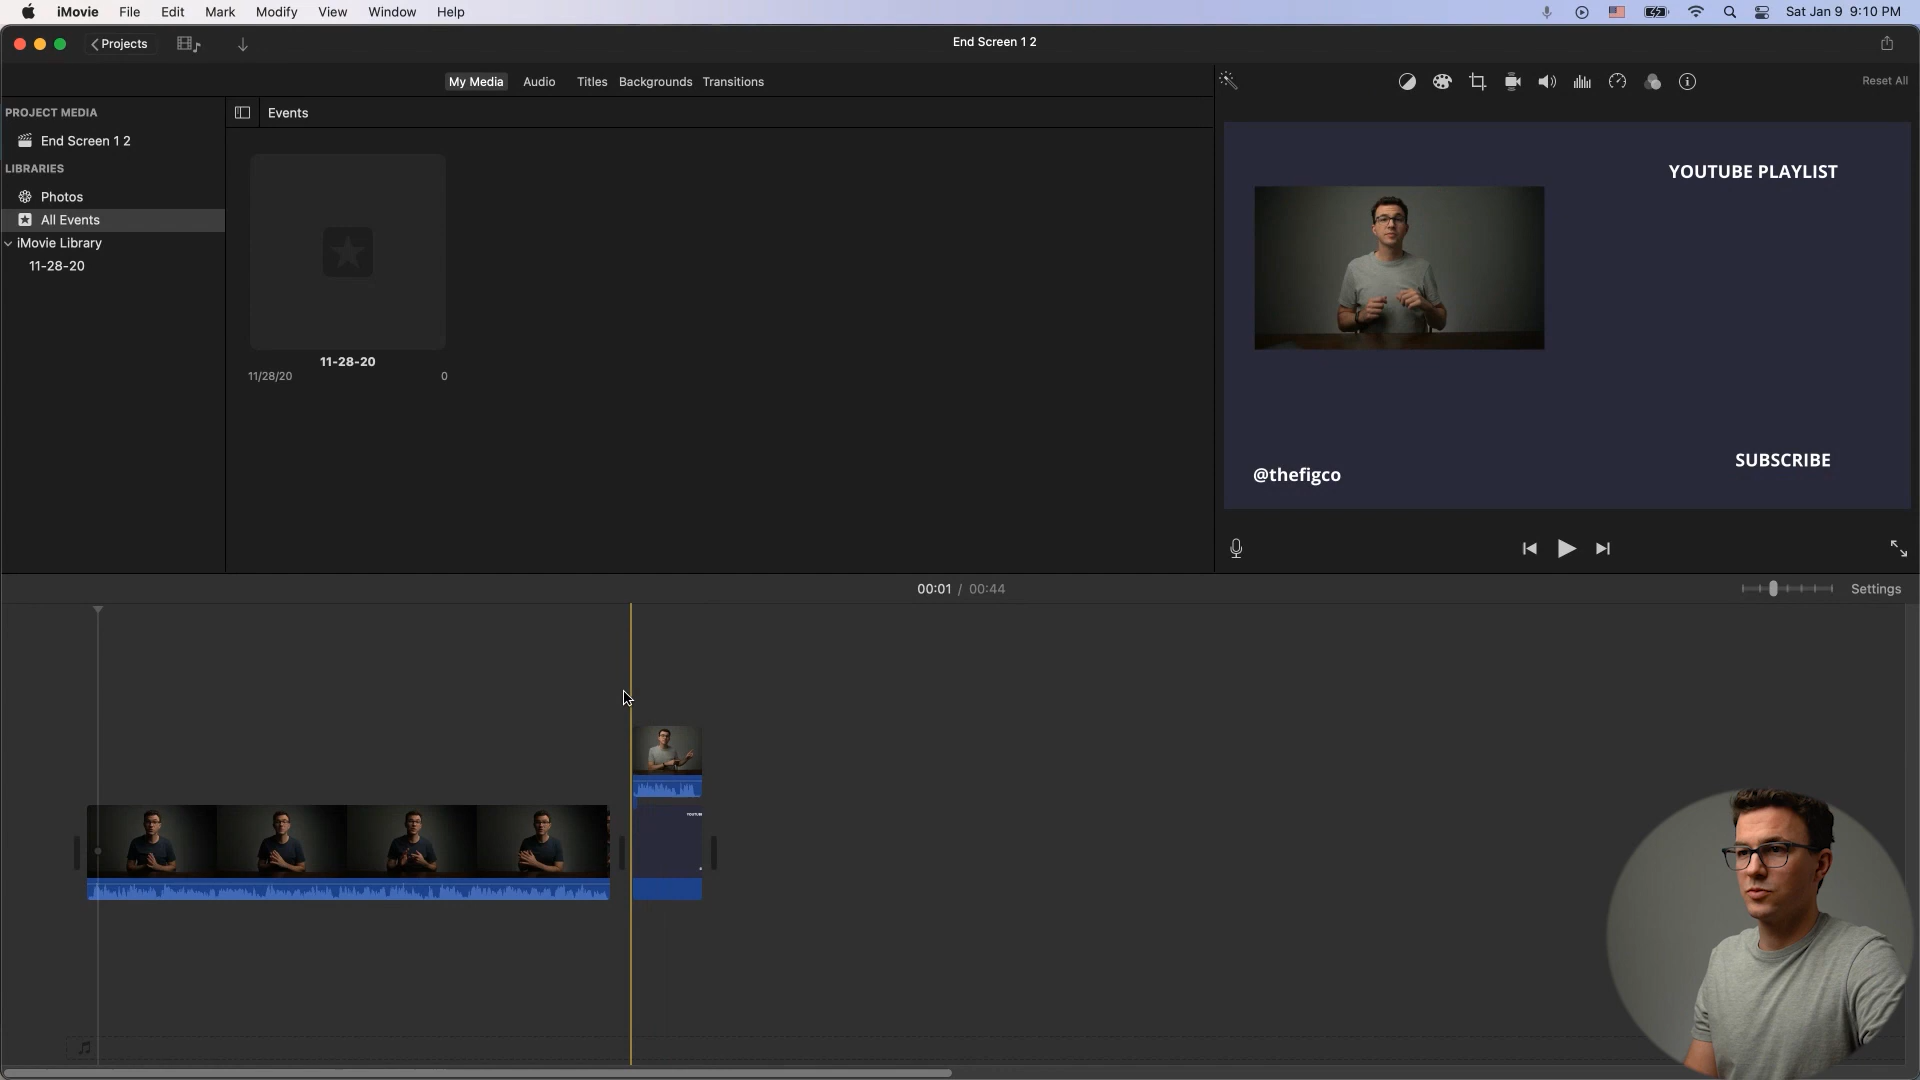 iMovie File Edit Mark Modify View Window Help Sat Jan 9 9:10 PM
Projects End Screen 1 2
My Media Audio Titles Backgrounds Transitions Reset All
PROJECT MEDIA
End Screen 1 2
LIBRARIES
Photos
All Events
iMovie Library
11-28-20
Events
11-28-20
11/28/20 0
YOUTUBE PLAYLIST
SUBSCRIBE
@thefigco
00:01 / 00:44 Settings